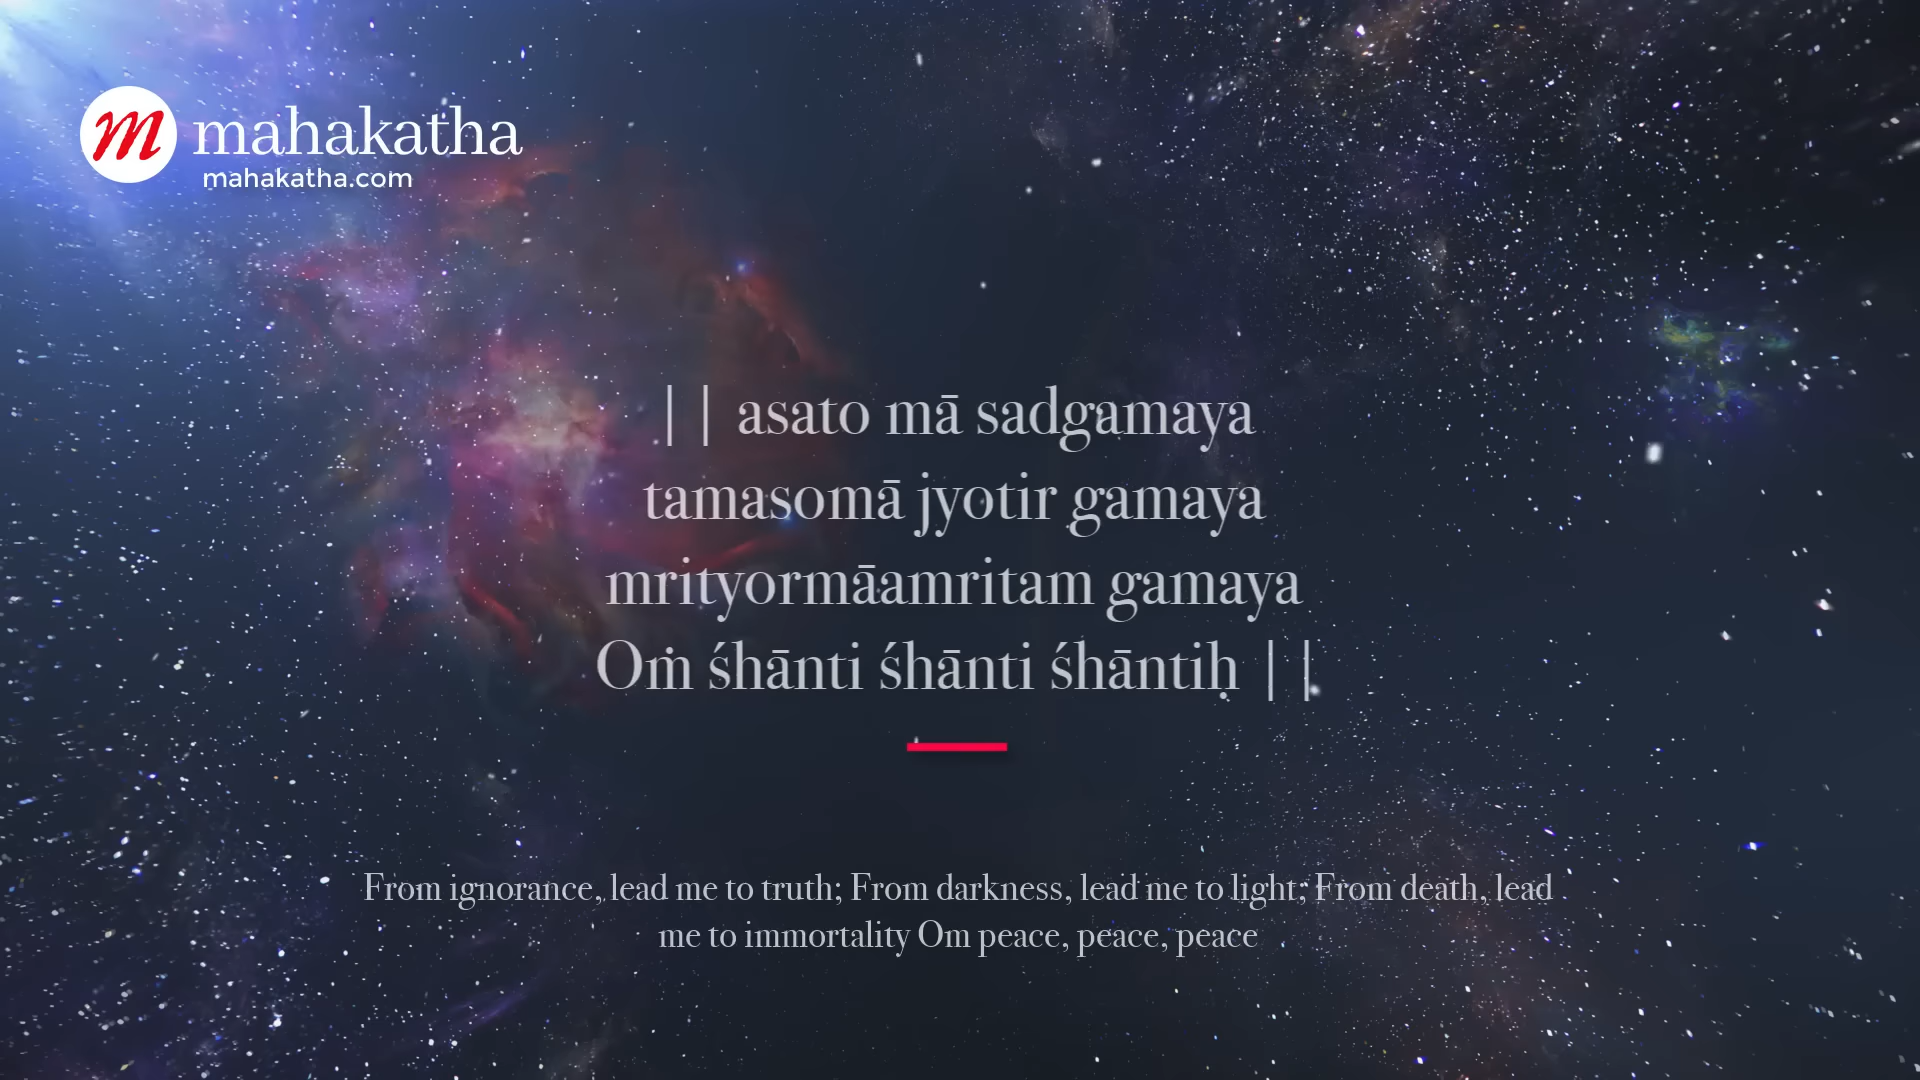 m mahakatha
mahakatha.com
|| asato mā sadgamaya
tamasomā jyotir gamaya
mrityormāamritam gamaya
Oṁ śhānti śhānti śhāntiḥ ||
From ignorance, lead me to truth; From darkness, lead me to light; From death, lead
me to immortality Om peace, peace, peace